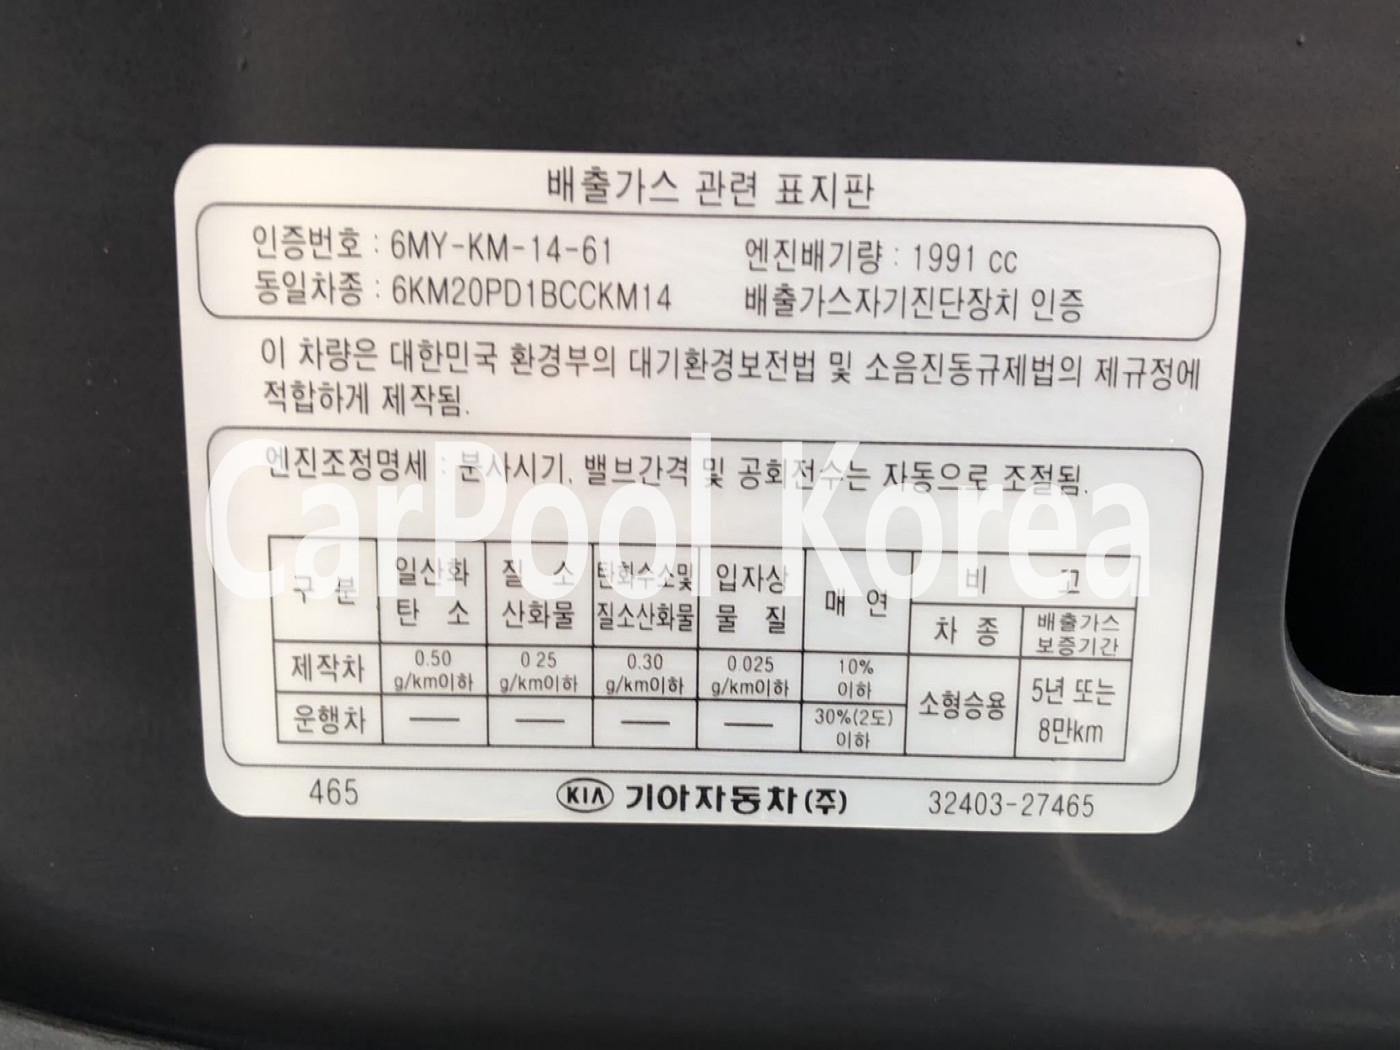 배출가스 관련 표지판
인증번호 : 6MY-KM-14-61 엔진배기량 : 1991 cc
동일차종 : 6KM20PD1BCCKM14 배출가스자기진단장치 인증
이 차량은 대한민국 환경부의 대기환경보전법 및 소음진동규제법의 제규정에
적합하게 제작됨.
엔진조정명세 : 분사시기, 밸브간격 및 공회전수는 자동으로 조절됨.
CarPool Korea
구 분 일산화 탄 소 질 소 산화물 탄화수소및 질소산화물 입자상 물 질 매 연 비 고
차 종 배출가스 보증기간
제작차 0.50 g/km이하 0 25 g/km이하 0.30 g/km이하 0.025 g/km이하 10% 이하 소형승용 5년 또는 8만km
운행차 — — — — 30%(2도) 이하
465 KIA 기아자동차(주) 32403-27465